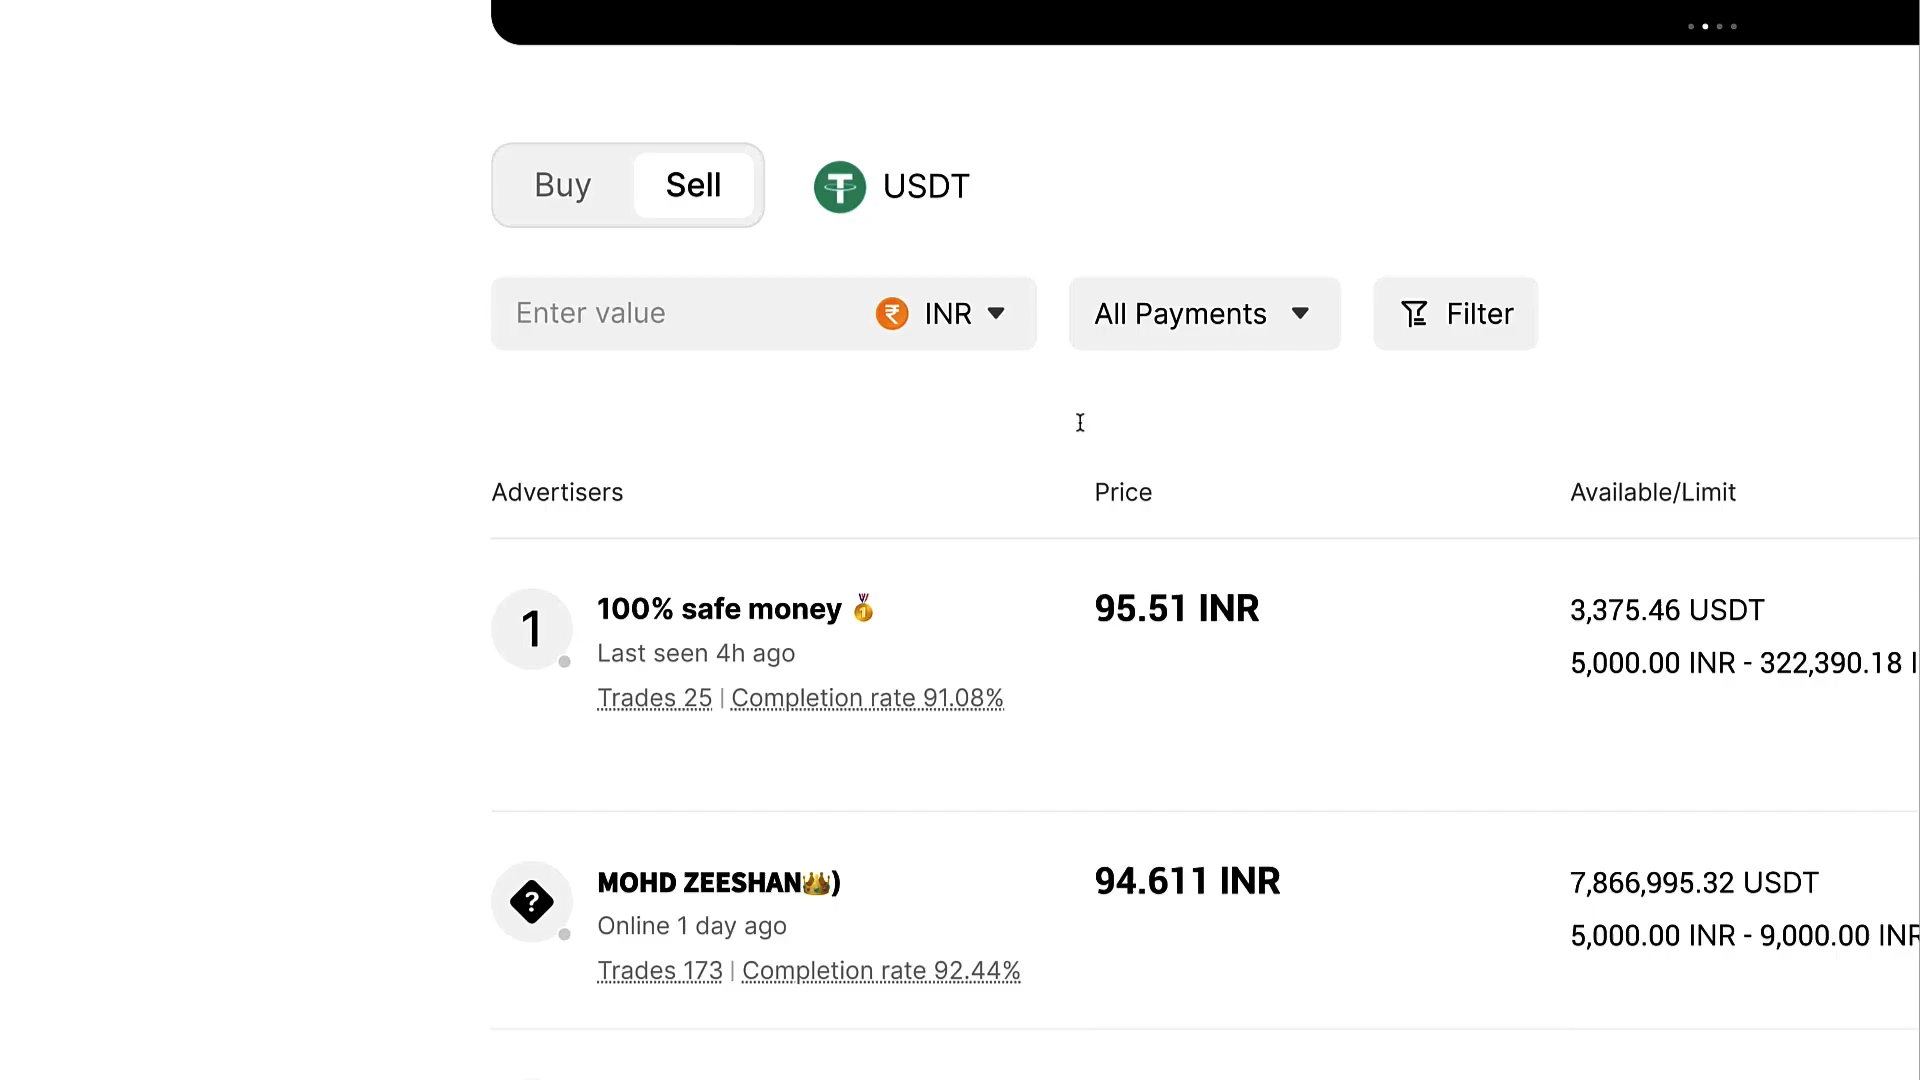 Buy Sell USDT
Enter value ₹ INR All Payments Filter
Advertisers Price Available/Limit
1 100% safe money 🥇 95.51 INR 3,375.46 USDT
Last seen 4h ago 5,000.00 INR - 322,390.18
Trades 25 | Completion rate 91.08%
? MOHD ZEESHAN👑) 94.611 INR 7,866,995.32 USDT
Online 1 day ago 5,000.00 INR - 9,000.00 INR
Trades 173 | Completion rate 92.44%